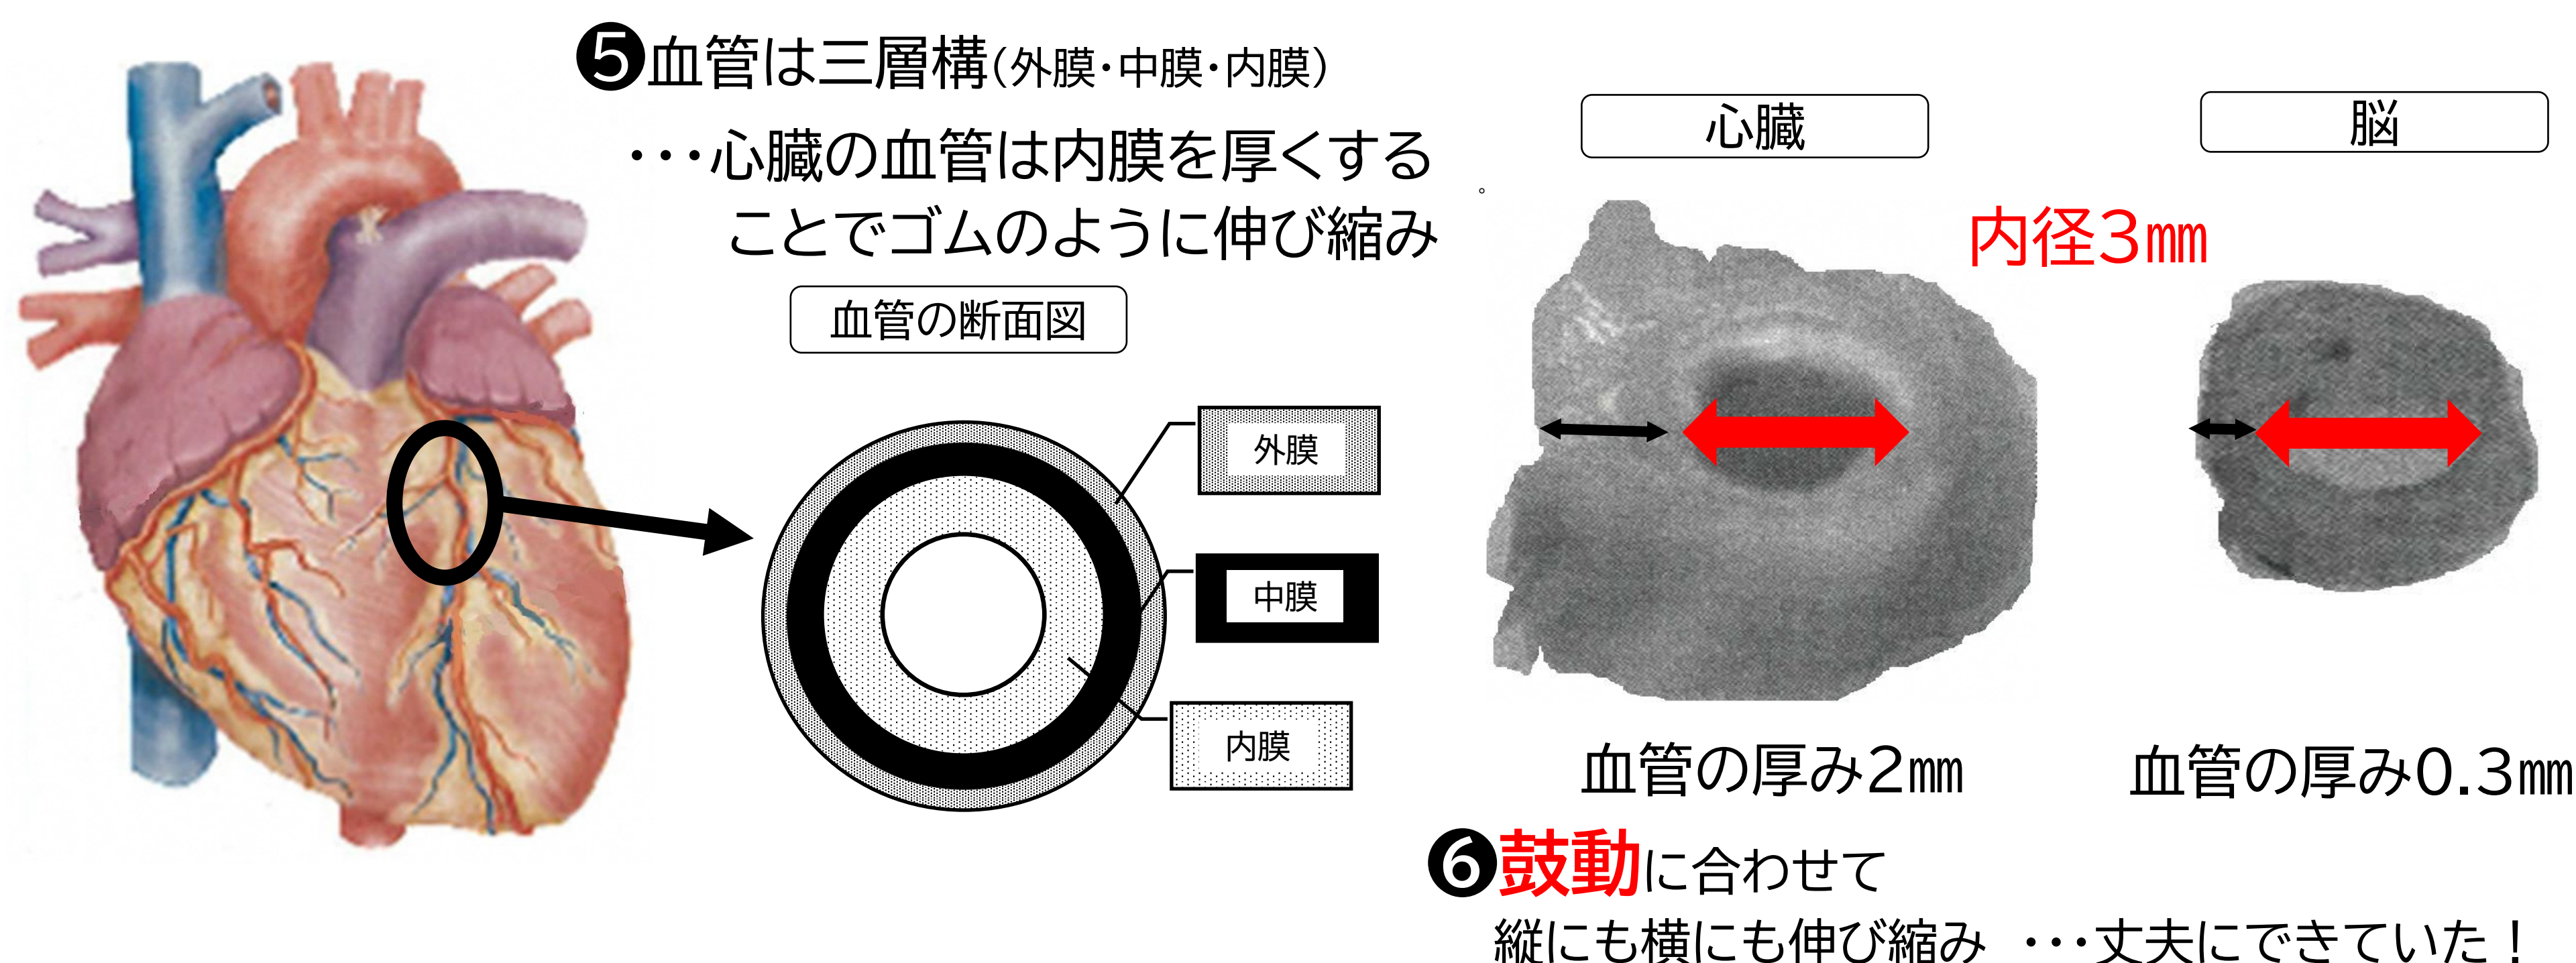 ❺血管は三層構(外膜･中膜･内膜)
･･･心臓の血管は内膜を厚くする
ことでゴムのように伸び縮み
。
血管の断面図
外膜
中膜
内膜
心臓
脳
内径3㎜
血管の厚み2㎜
血管の厚み0.3㎜
❻鼓動に合わせて
縦にも横にも伸び縮み ･･･丈夫にできていた！